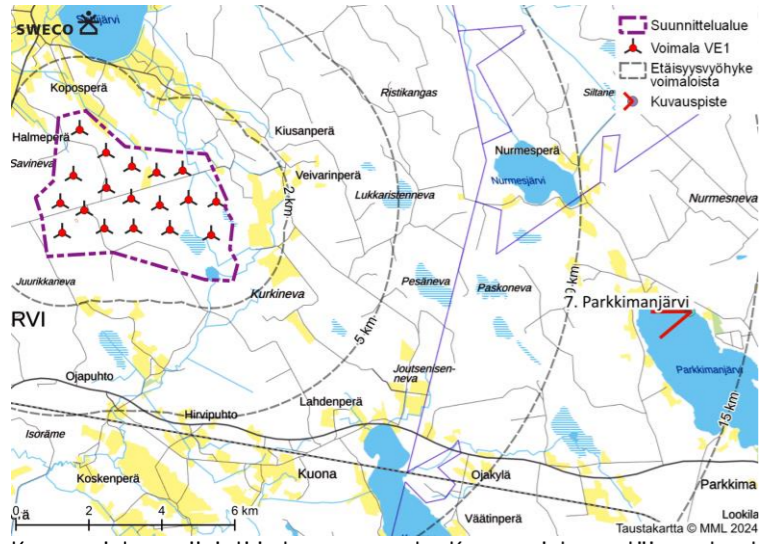 SWECO
Settijärvi
Koposperä
Halmeperä
Savineva
Kiusanperä
Veivarinperä
Ristikangas
Lukkaristenneva
2 km
Juurikkaneva
Kurkineva
RVI
5 km
Pesäneva
Paskoneva
Nurmesperä
Nurmesjärvi
Siltane
Nurmesneva
km
7. Parkkimanjärvi
Parkkimanjärvi
15 km
Joutsenisen-
neva
Ojapuhto
Hirvipuhto
Lahdenperä
Isoräme
Koskenperä
Kuona
Ojakylä
Väätinperä
Parkkima
Lookila
0 2 4 6 km
Suunnittelualue
Voimala VE1
Etäisyysvyöhyke
voimaloista
Kuvauspiste
Taustakartta © MML 2024